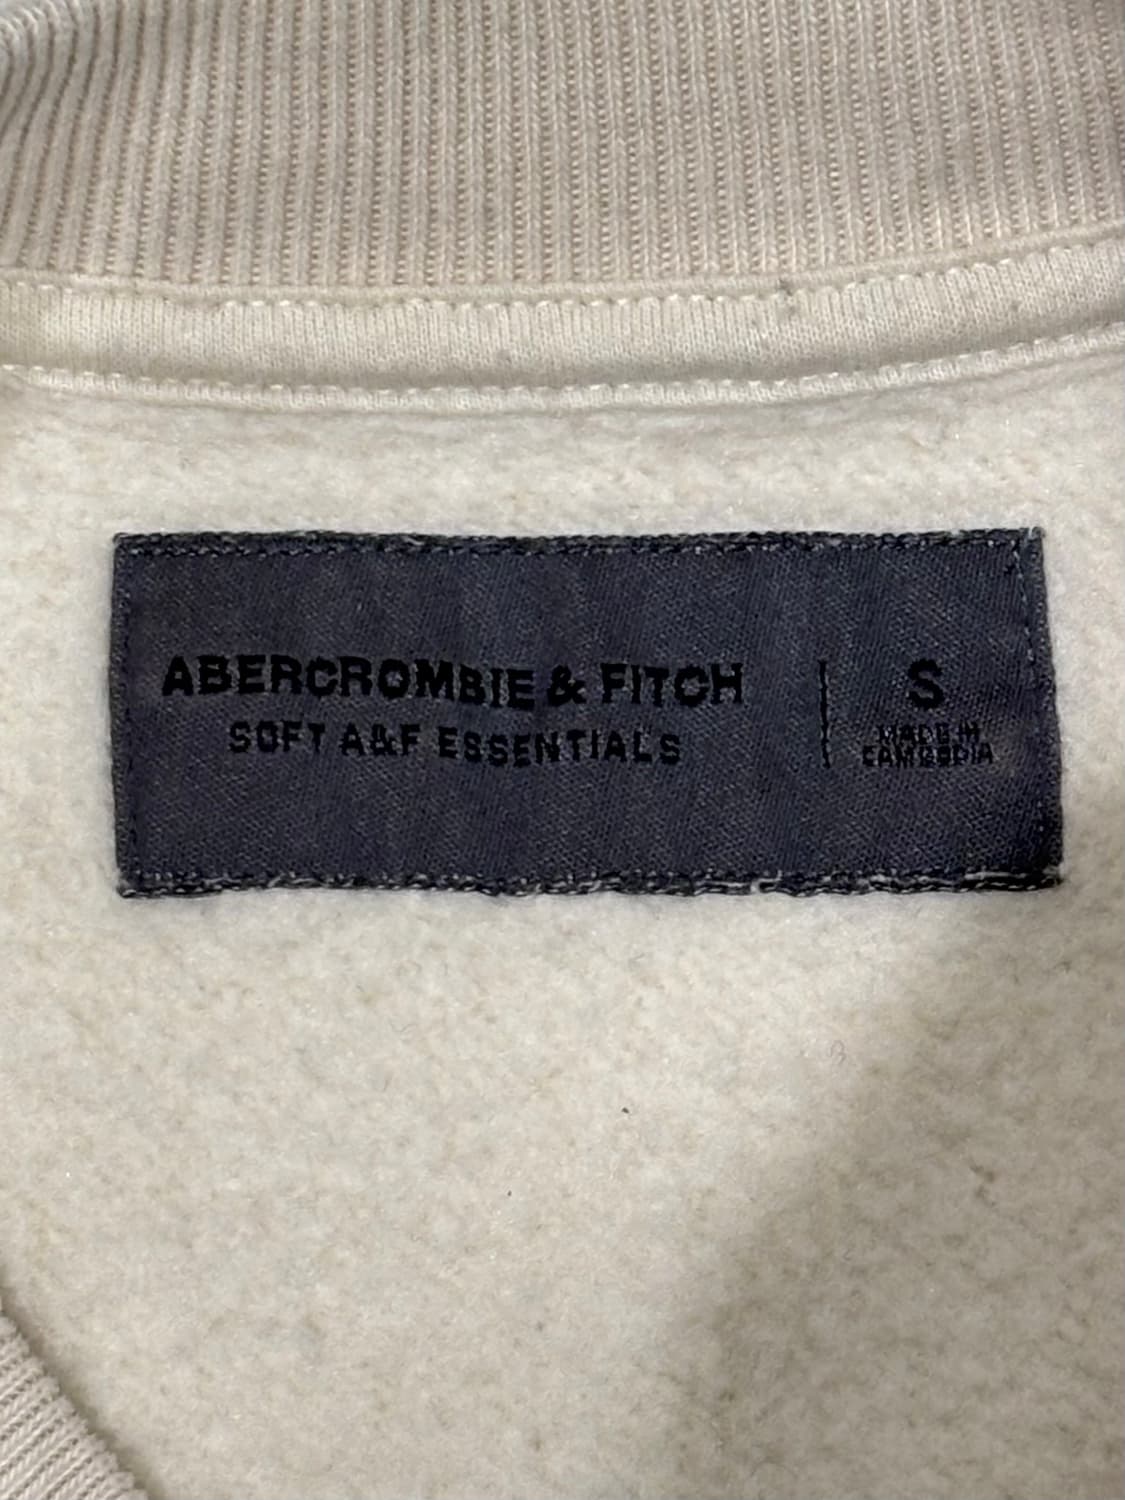 ABERCROMBIE & FITCH
SOFT A&F ESSENTIALS
S
MADE IN
CAMBODIA